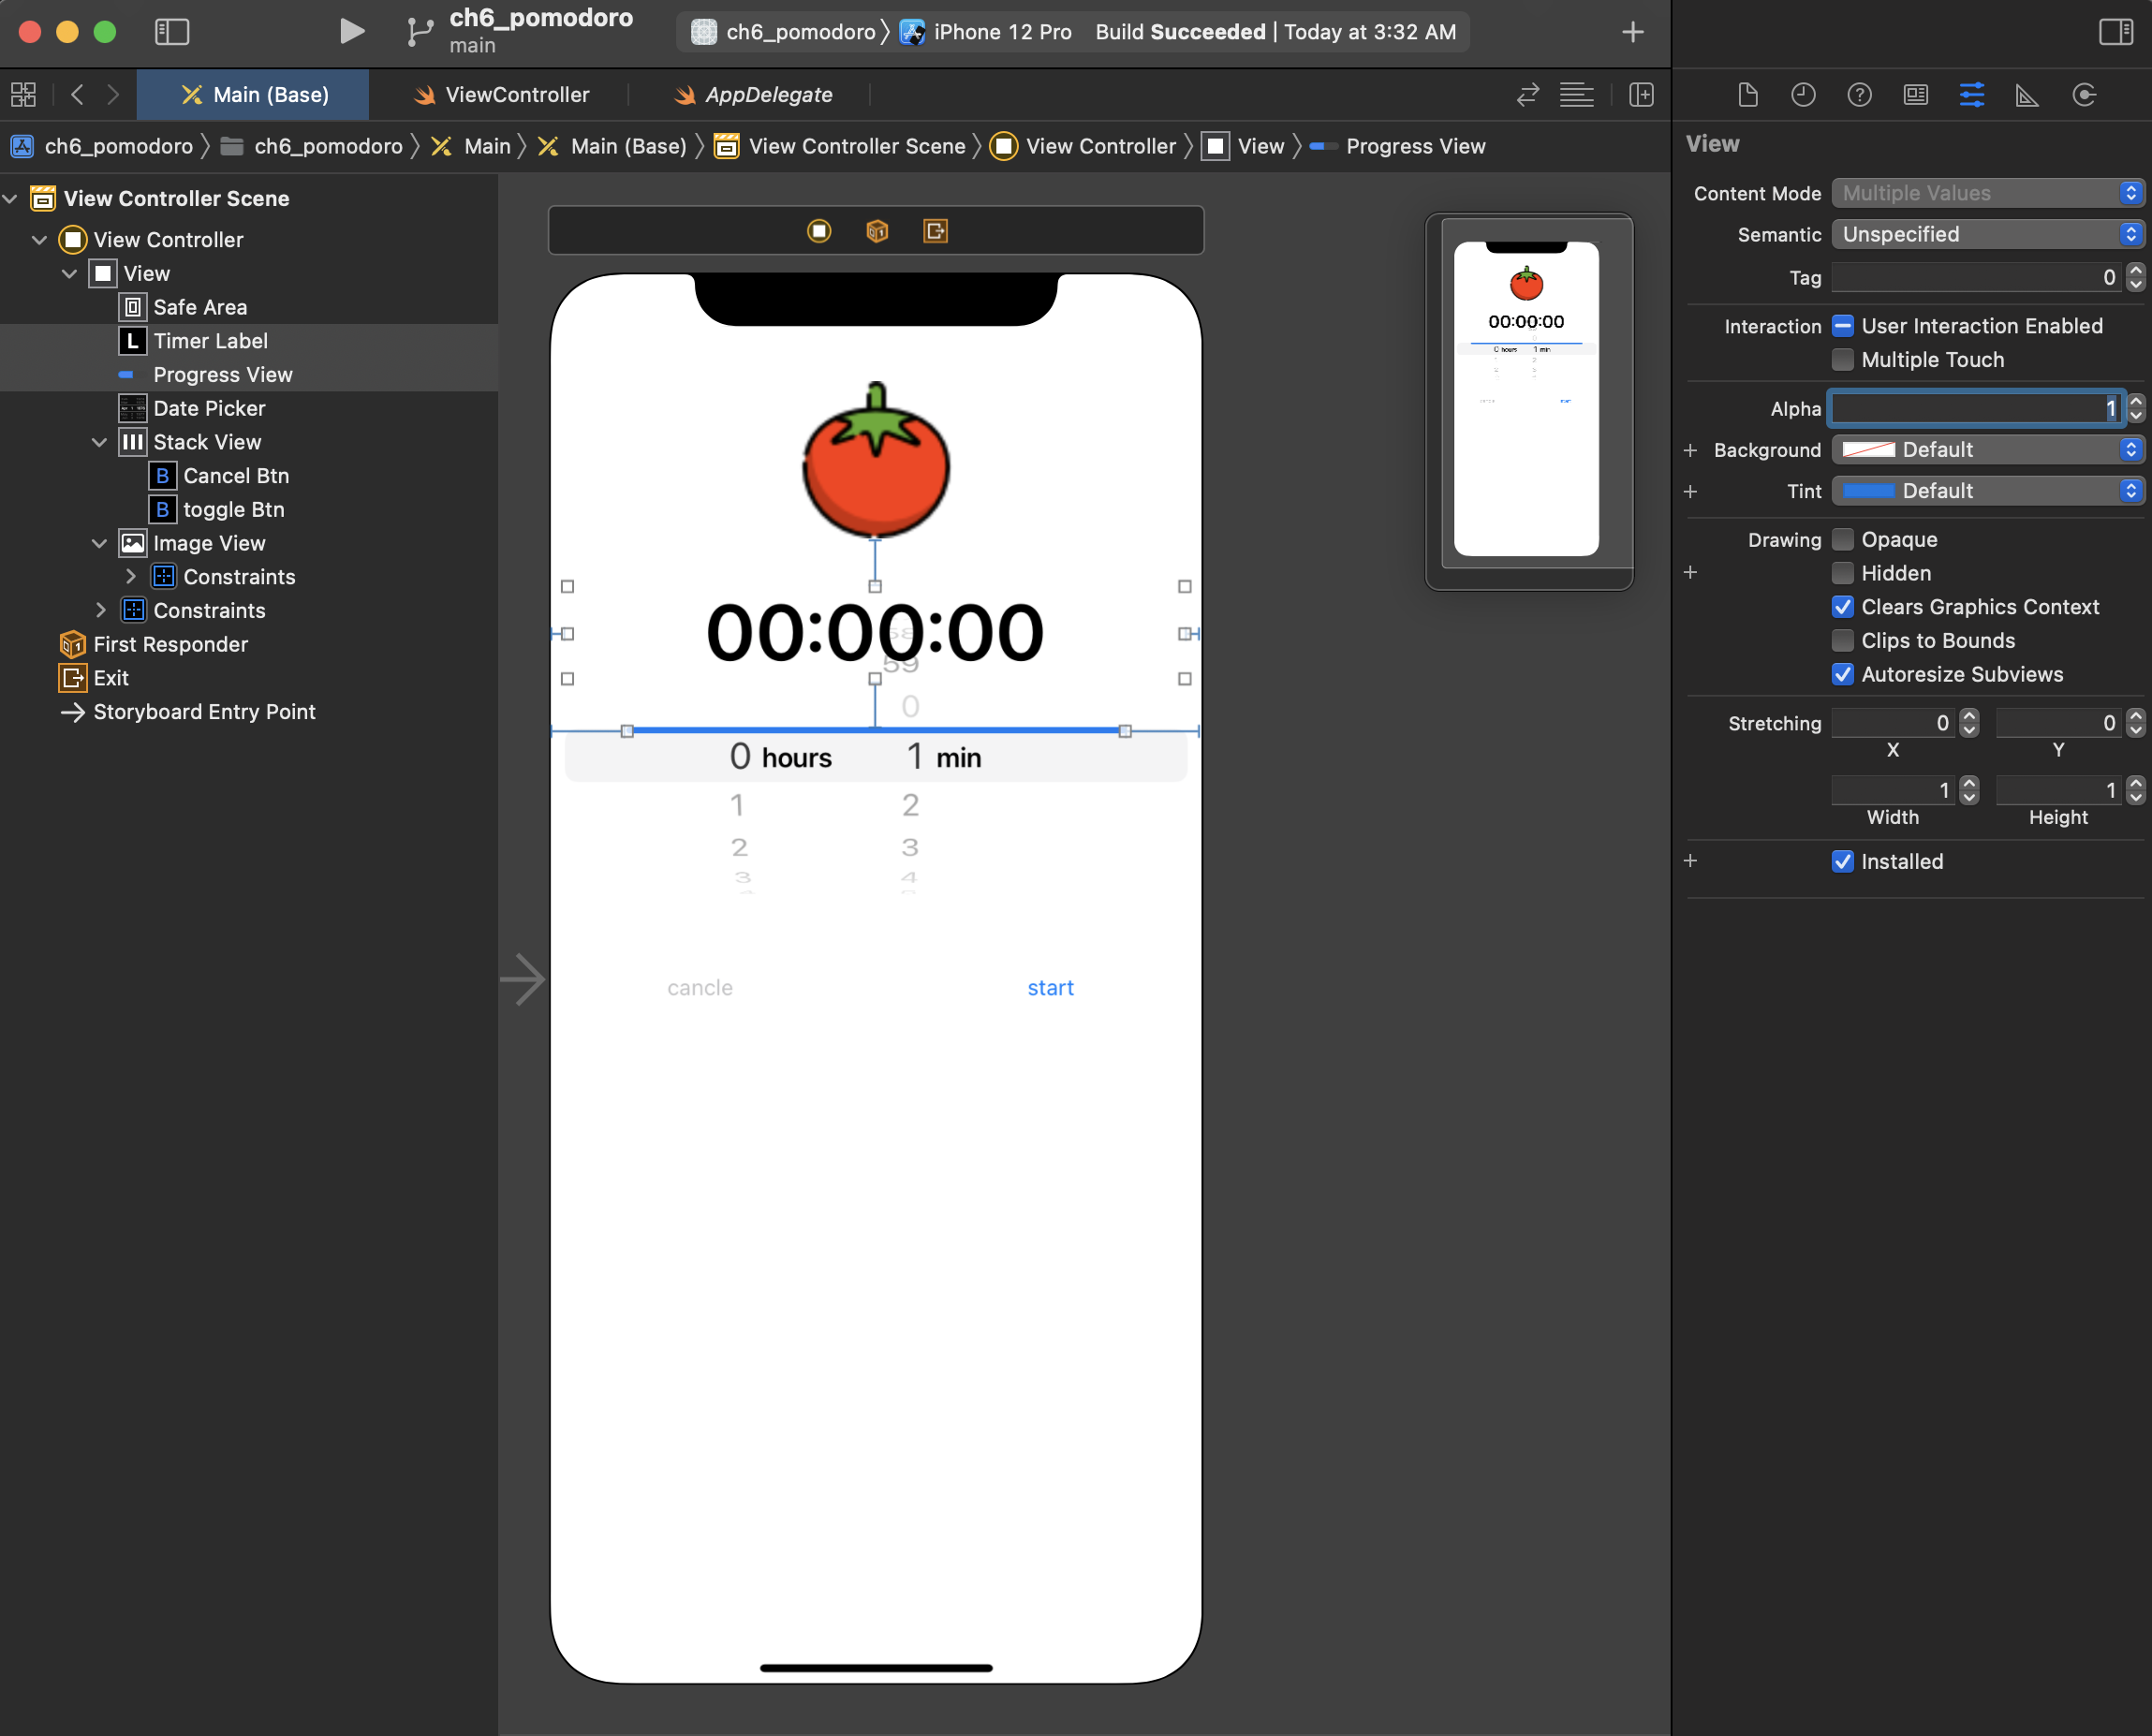 ch6_pomodoro
main
ch6_pomodoro 〉 iPhone 12 Pro Build Succeeded | Today at 3:32 AM
Main (Base)
ViewController
AppDelegate
ch6_pomodoro 〉 ch6_pomodoro 〉 Main 〉 Main (Base) 〉 View Controller Scene 〉 View Controller 〉 View 〉 Progress View
View Controller Scene
View Controller
View
Safe Area
L Timer Label
Progress View
Date Picker
Stack View
B Cancel Btn
B toggle Btn
Image View
Constraints
Constraints
First Responder
Exit
Storyboard Entry Point
00:00:00
58
59
0
0 hours 1 min
1 2
2 3
3 4
cancle start
00:00:00
0 hours 1 min
View
Content Mode Multiple Values
Semantic Unspecified
Tag 0
Interaction User Interaction Enabled
Multiple Touch
Alpha 1
Background Default
Tint Default
Drawing Opaque
Hidden
Clears Graphics Context
Clips to Bounds
Autoresize Subviews
Stretching 0 0
X Y
1 1
Width Height
Installed